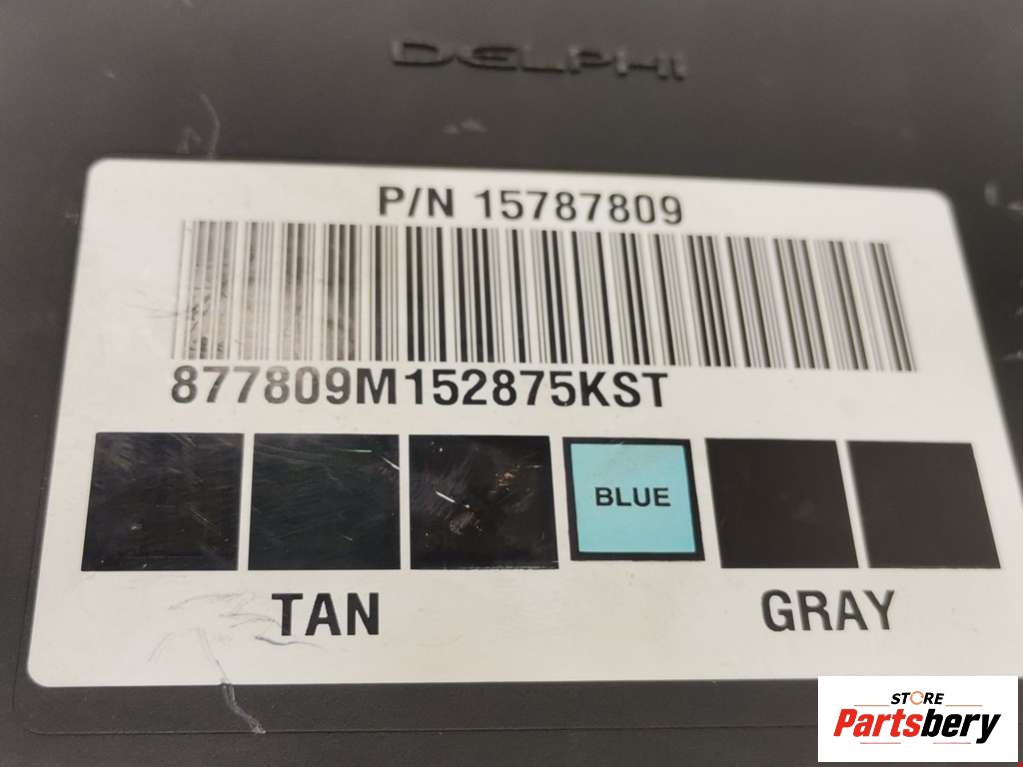 DELPHI
P/N 15787809
877809M152875KST
BLUE
TAN
GRAY
STORE
Partsbery